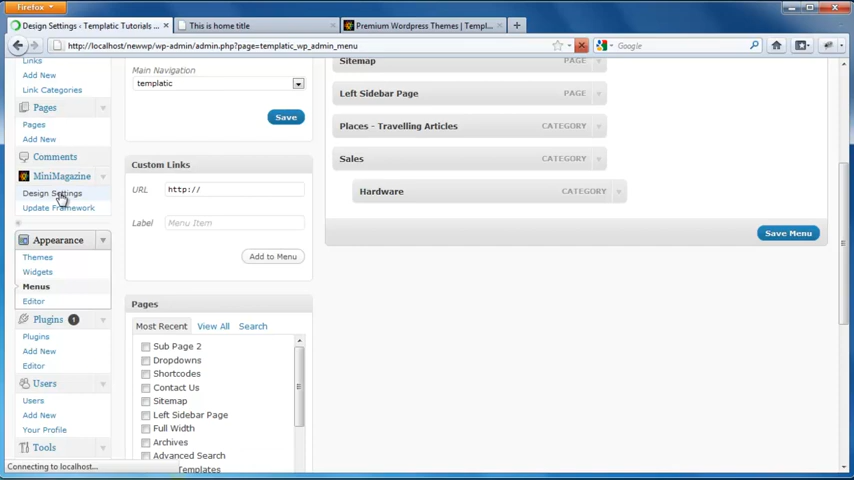 Firefox
Design Settings ‹ Templatic Tutorials ...
This is home title
Premium Wordpress Themes | Templ...
http://localhost/newwp/wp-admin/admin.php?page=templatic_wp_admin_menu
Google
Links
Add New
Link Categories
Pages
Pages
Add New
Comments
MiniMagazine
Design Settings
Update Framework
Appearance
Themes
Widgets
Menus
Editor
Plugins 1
Plugins
Add New
Editor
Users
Users
Add New
Your Profile
Tools
Main Navigation
templatic
Save
Custom Links
URL http://
Label Menu Item
Add to Menu
Pages
Most Recent View All Search
Sub Page 2
Dropdowns
Shortcodes
Contact Us
Sitemap
Left Sidebar Page
Full Width
Archives
Advanced Search
Templates
Sitemap PAGE
Left Sidebar Page PAGE
Places - Travelling Articles CATEGORY
Sales CATEGORY
Hardware CATEGORY
Save Menu
Connecting to localhost...